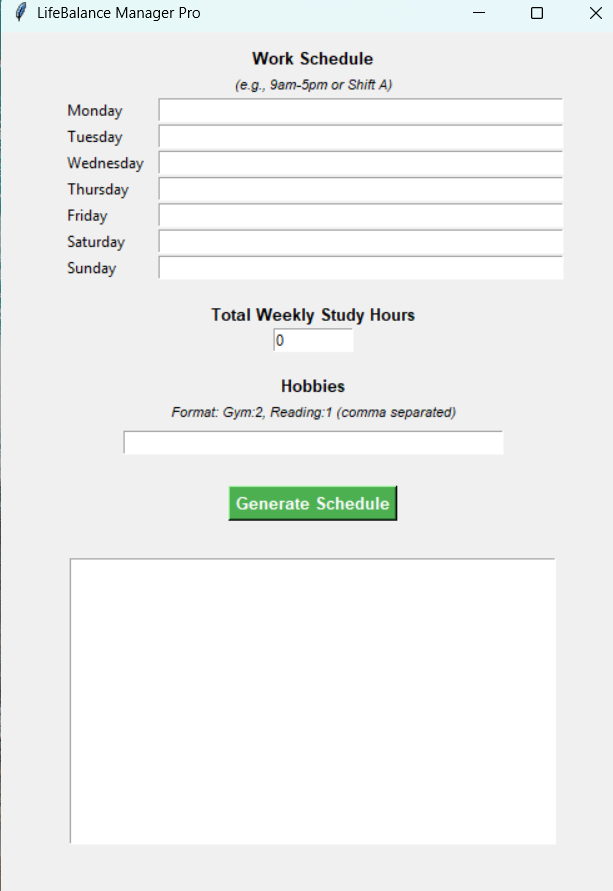 LifeBalance Manager Pro
Work Schedule
(e.g., 9am-5pm or Shift A)
Monday
Tuesday
Wednesday
Thursday
Friday
Saturday
Sunday
Total Weekly Study Hours
0
Hobbies
Format: Gym:2, Reading:1 (comma separated)
Generate Schedule